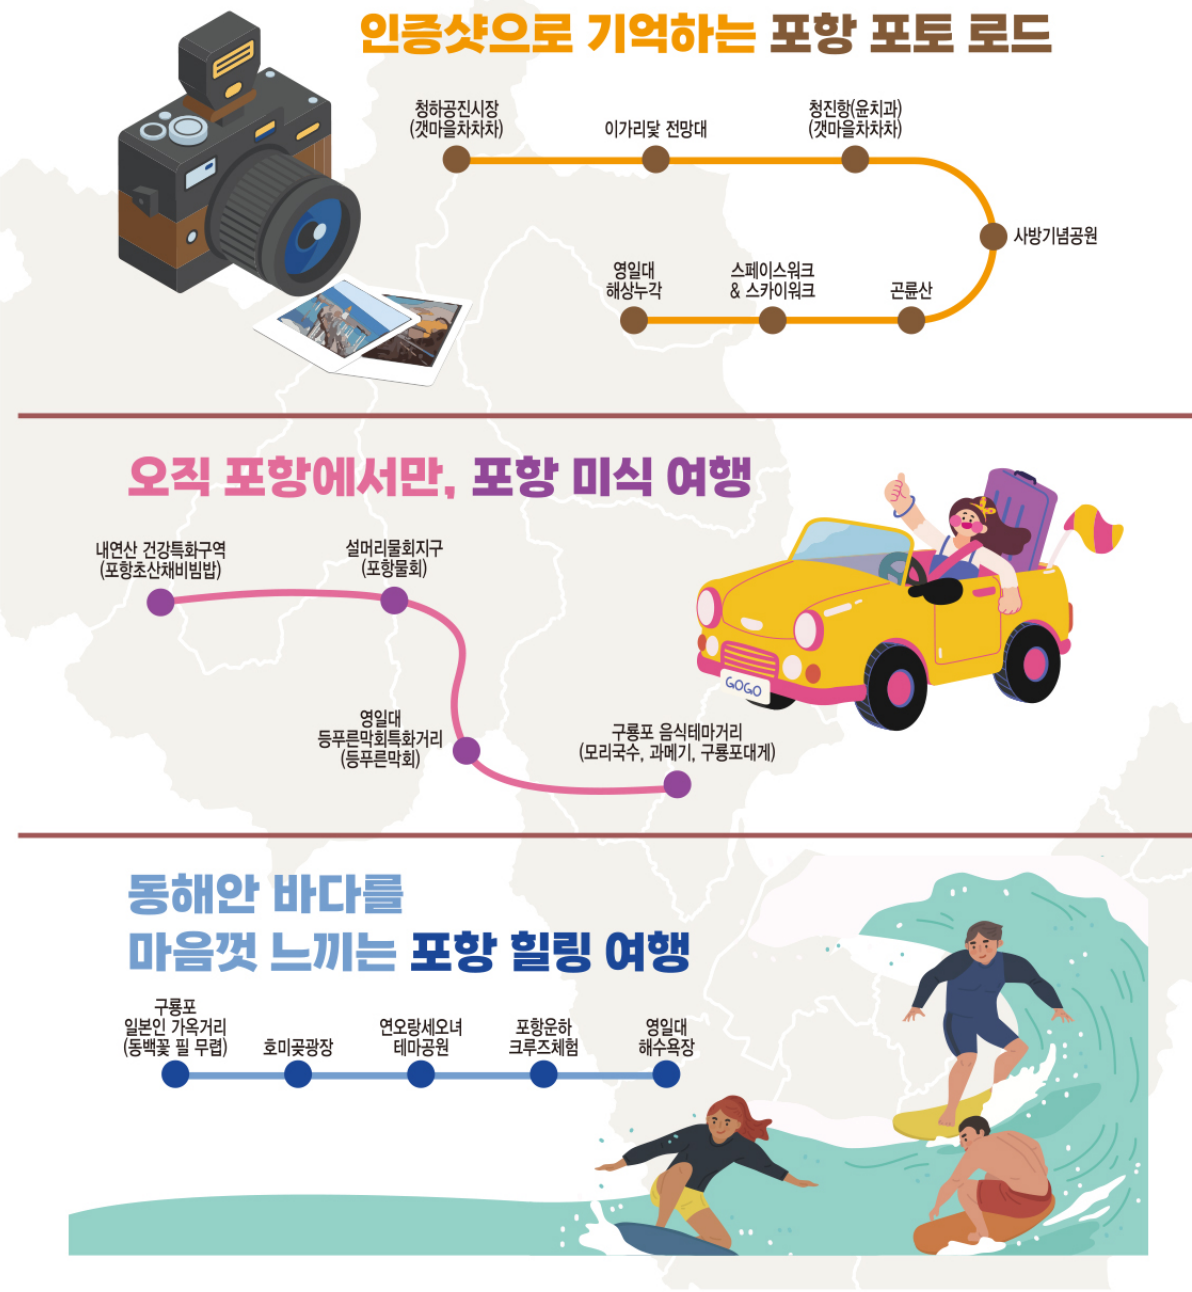 인증샷으로 기억하는 포항 포토 로드
청하공진시장
(갯마을차차차)
이가리닻 전망대
청진항(윤치과)
(갯마을차차차)
사방기념공원
영일대
해상누각
스페이스워크
& 스카이워크
곤륜산
오직 포항에서만, 포항 미식 여행
내연산 건강특화구역
(포항초산채비빔밥)
설머리물회지구
(포항물회)
영일대
등푸른막회특화거리
(등푸른막회)
구룡포 음식테마거리
(모리국수, 과메기, 구룡포대게)
GOGO
동해안 바다를
마음껏 느끼는 포항 힐링 여행
구룡포
일본인 가옥거리
(동백꽃 필 무렵)
호미곶광장
연오랑세오녀
테마공원
포항운하
크루즈체험
영일대
해수욕장